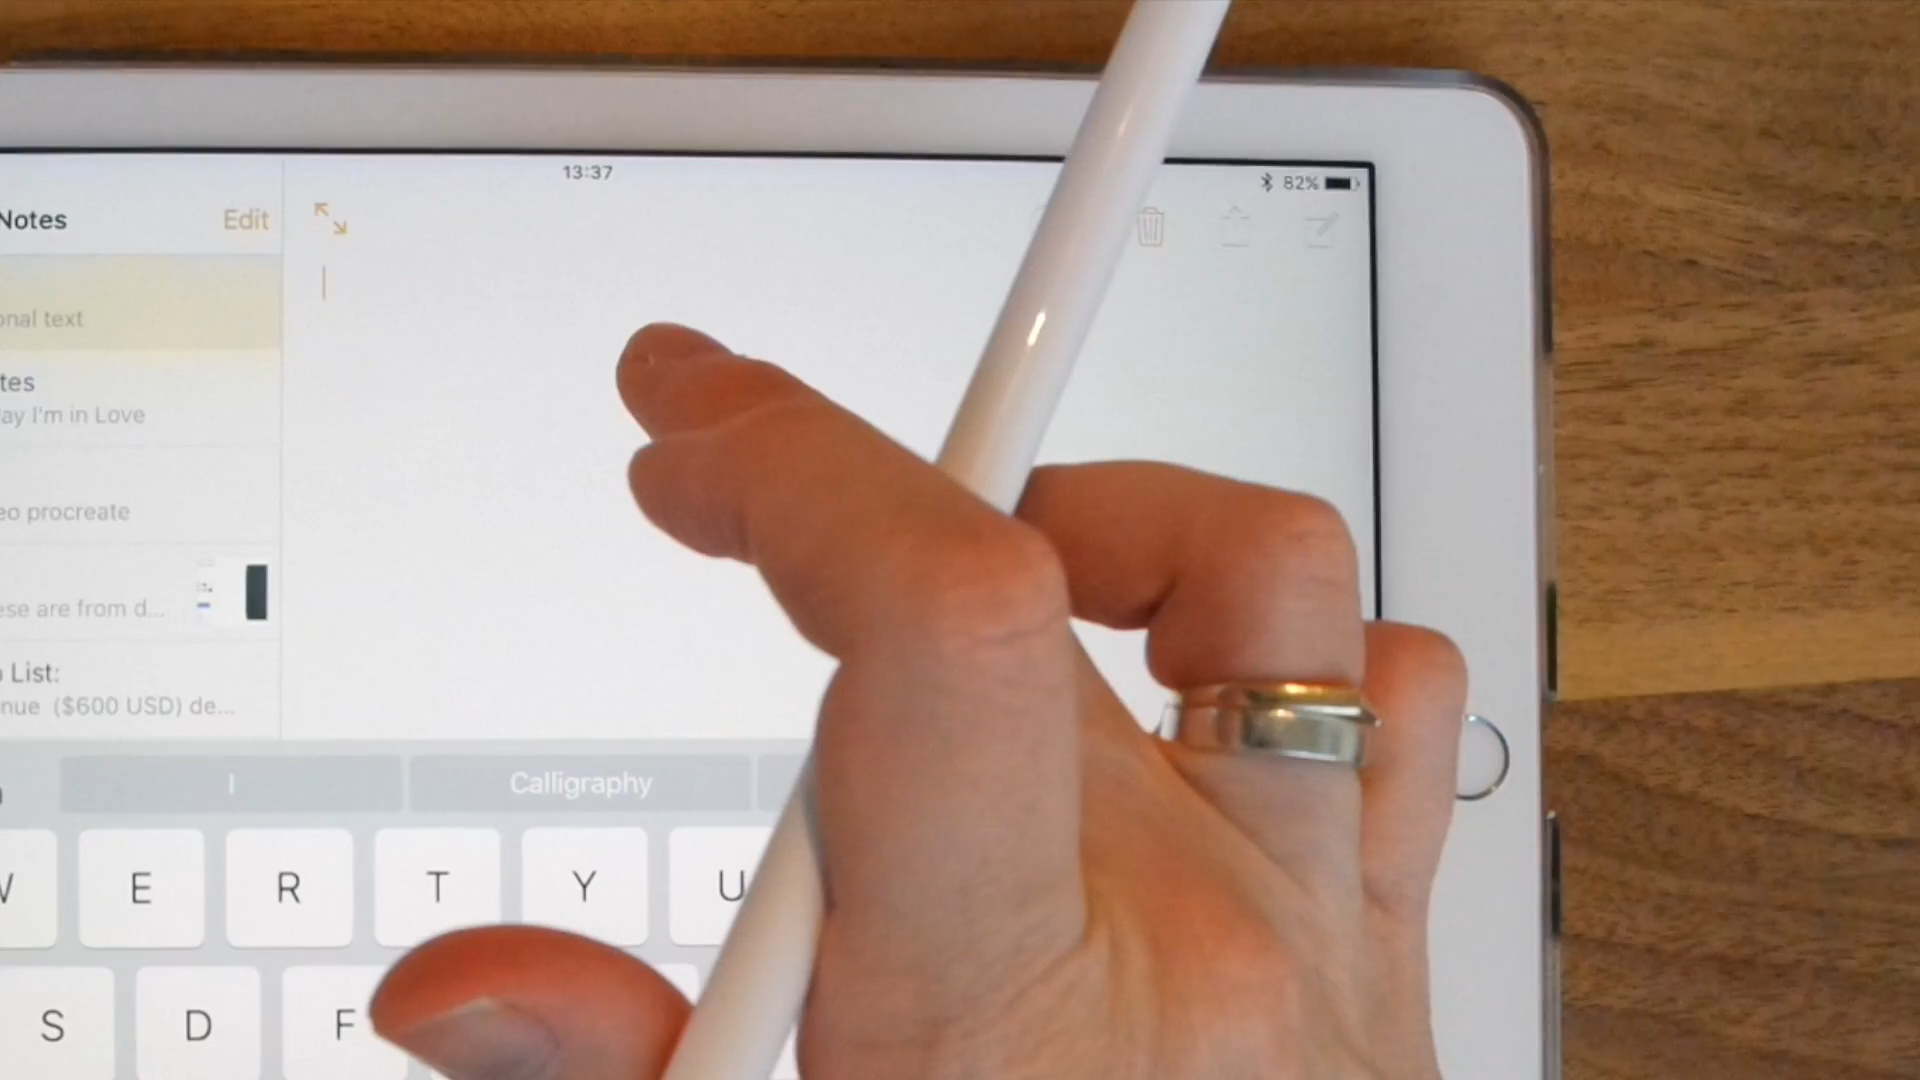 13:37
82%
Notes
Edit
onal text
tes
ay I'm in Love
eo procreate
ese are from d...
List:
nue ($600 USD) de...
I
Calligraphy
W E R T Y U
S D F